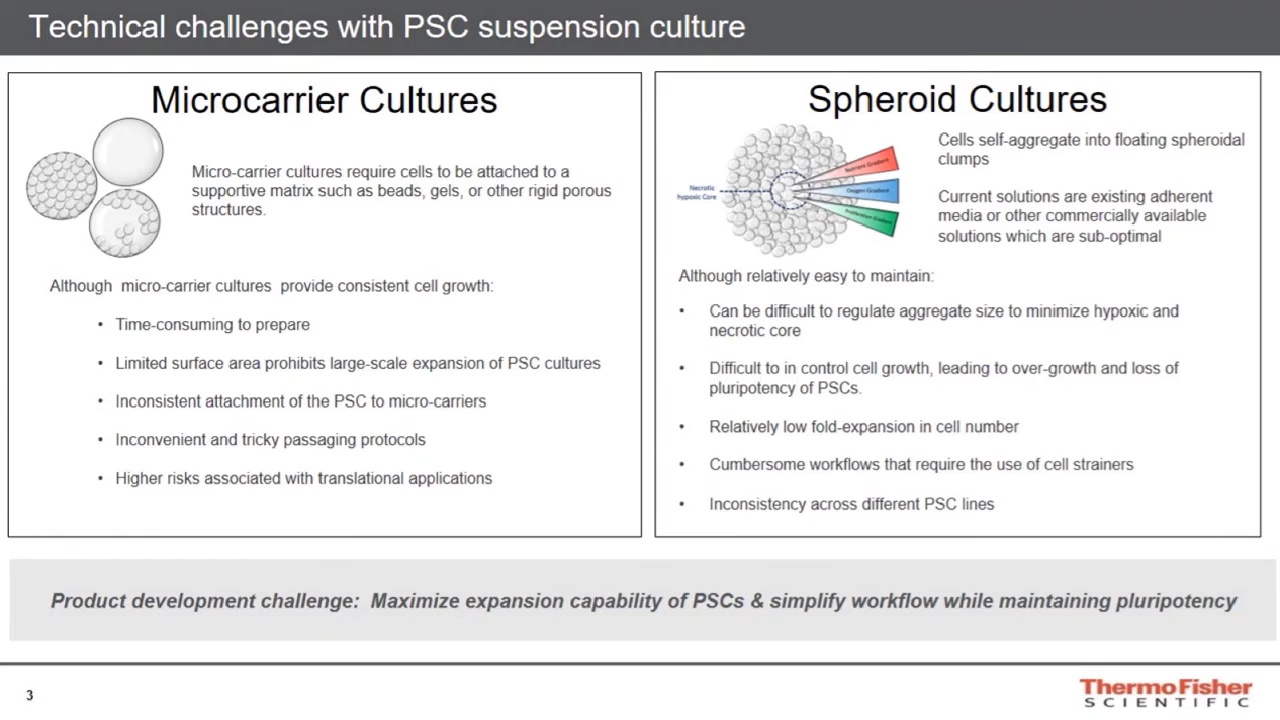 Technical challenges with PSC suspension culture
Microcarrier Cultures
Micro-carrier cultures require cells to be attached to a
supportive matrix such as beads, gels, or other rigid porous
structures.
Although micro-carrier cultures provide consistent cell growth:
• Time-consuming to prepare
• Limited surface area prohibits large-scale expansion of PSC cultures
• Inconsistent attachment of the PSC to micro-carriers
• Inconvenient and tricky passaging protocols
• Higher risks associated with translational applications
Spheroid Cultures
Necrotic
hypoxic Core
Nutrient Gradient
Oxygen Gradient
Proliferation Gradient
Cells self-aggregate into floating spheroidal
clumps
Current solutions are existing adherent
media or other commercially available
solutions which are sub-optimal
Although relatively easy to maintain:
• Can be difficult to regulate aggregate size to minimize hypoxic and
necrotic core
• Difficult to in control cell growth, leading to over-growth and loss of
pluripotency of PSCs.
• Relatively low fold-expansion in cell number
• Cumbersome workflows that require the use of cell strainers
• Inconsistency across different PSC lines
Product development challenge: Maximize expansion capability of PSCs & simplify workflow while maintaining pluripotency
3
ThermoFisher
SCIENTIFIC